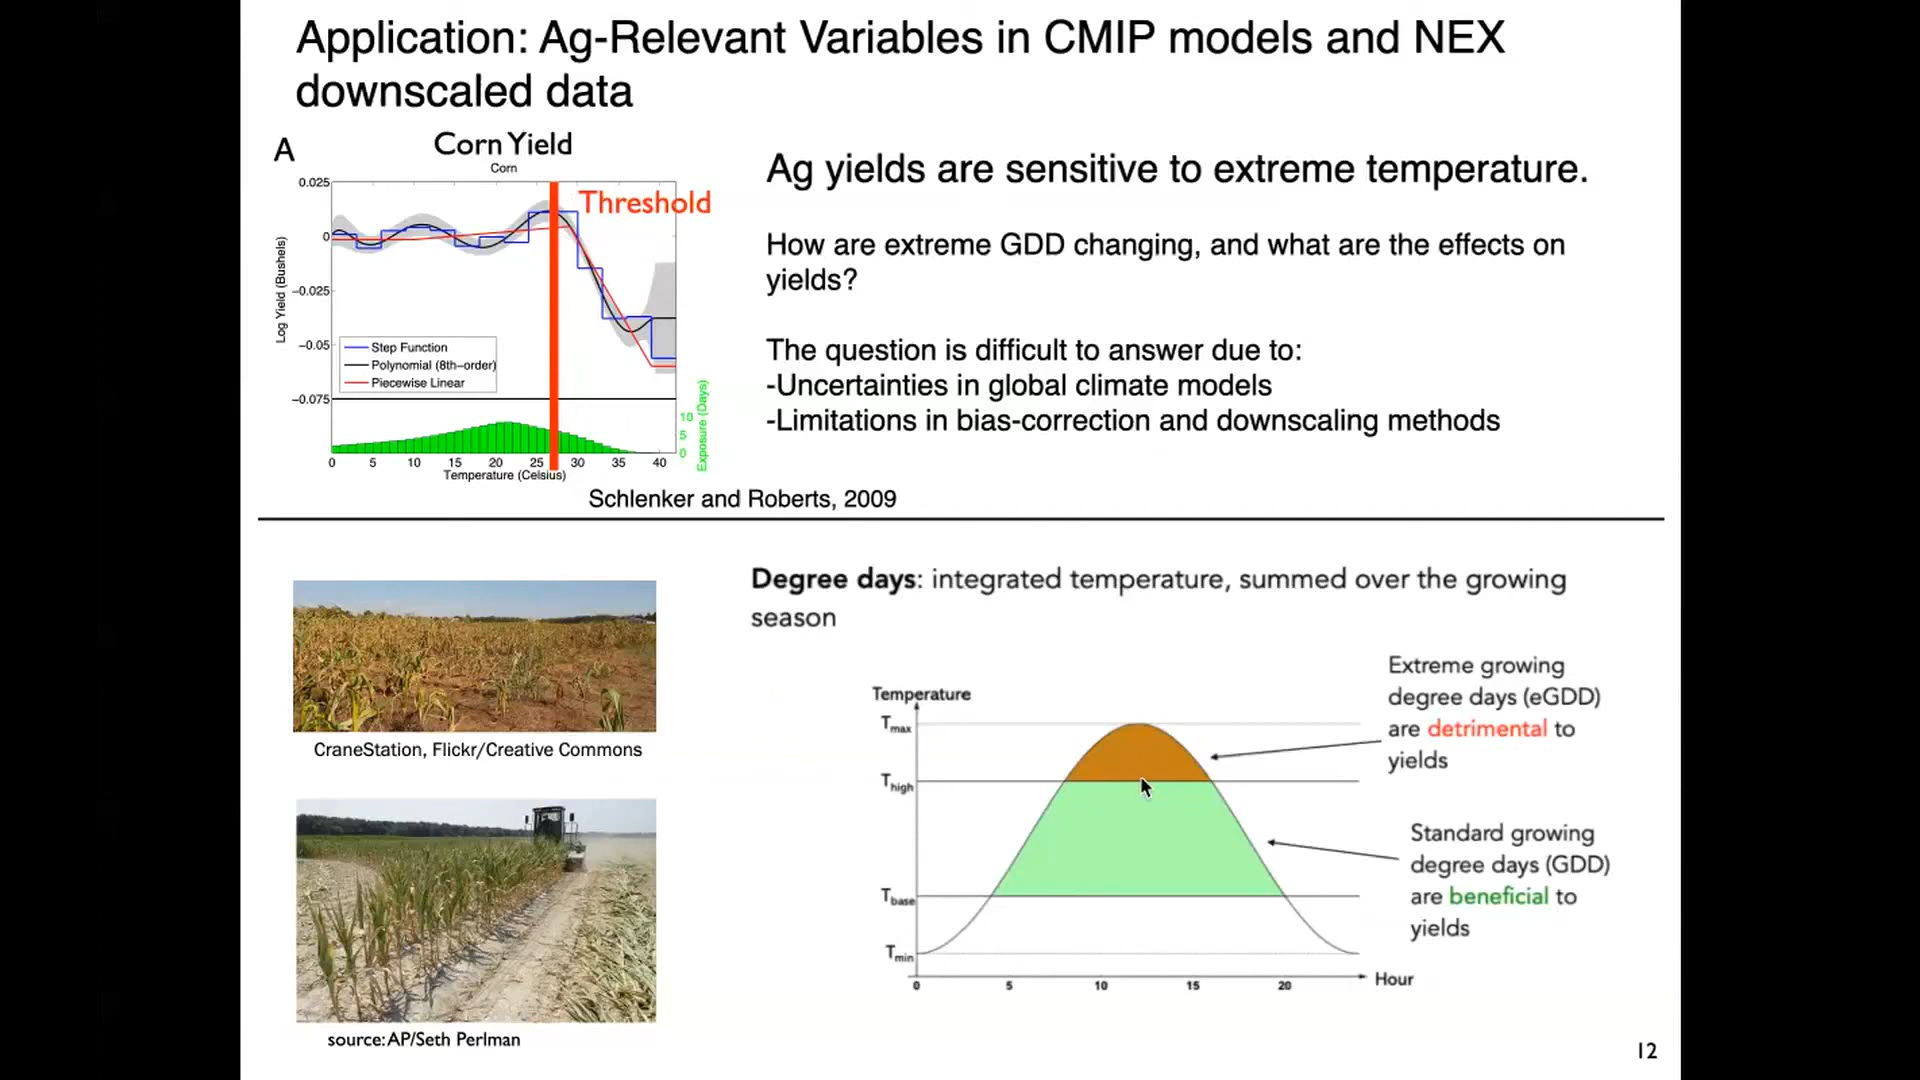 Application: Ag-Relevant Variables in CMIP models and NEX
downscaled data
A
Corn Yield
Corn
Threshold
0.025
0
−0.025
−0.05
−0.075
Log Yield (Bushels)
Step Function
Polynomial (8th−order)
Piecewise Linear
10
5
0
Exposure (Days)
0 5 10 15 20 25 30 35 40
Temperature (Celsius)
Schlenker and Roberts, 2009
Ag yields are sensitive to extreme temperature.
How are extreme GDD changing, and what are the effects on
yields?
The question is difficult to answer due to:
-Uncertainties in global climate models
-Limitations in bias-correction and downscaling methods
CraneStation, Flickr/Creative Commons
source:AP/Seth Perlman
Degree days: integrated temperature, summed over the growing
season
Temperature
Tmax
Thigh
Tbase
Tmin
0 5 10 15 20
Hour
Extreme growing
degree days (eGDD)
are detrimental to
yields
Standard growing
degree days (GDD)
are beneficial to
yields
12